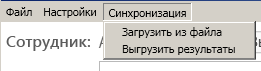 Файл Настройки Синхронизация
Загрузить из файла
Выгрузить результаты
Сотрудник: